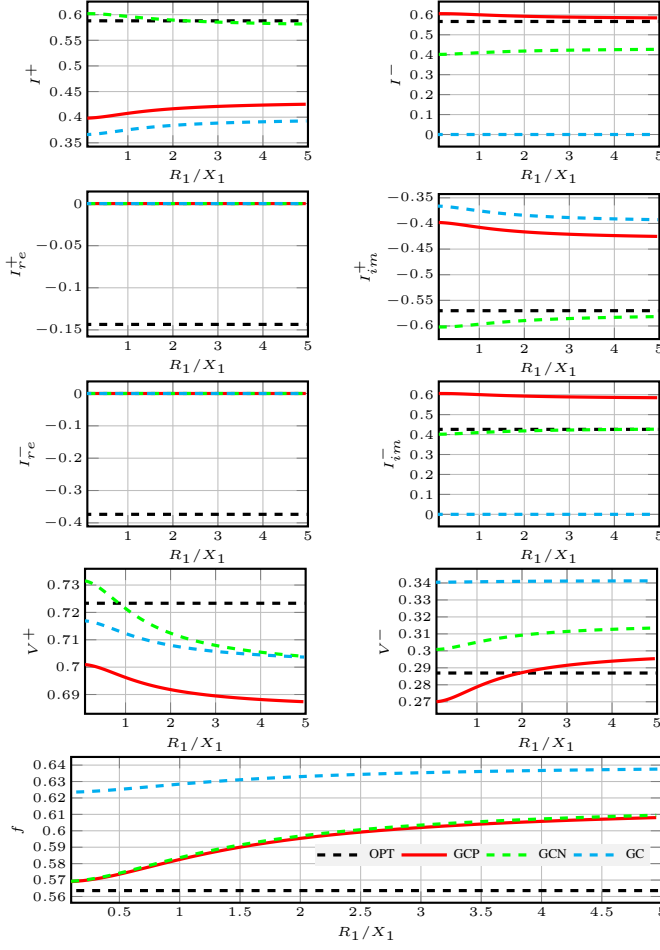 0.6
0.55
0.5
0.45
0.4
0.35
1 2 3 4 5
I+
R1/X1
0.6
0.5
0.4
0.3
0.2
0.1
0
1 2 3 4 5
I−
R1/X1
0
−0.05
−0.1
−0.15
1 2 3 4 5
I+re
R1/X1
−0.35
−0.4
−0.45
−0.5
−0.55
−0.6
1 2 3 4 5
I+im
R1/X1
0
−0.1
−0.2
−0.3
−0.4
1 2 3 4 5
I−re
R1/X1
0.6
0.5
0.4
0.3
0.2
0.1
0
1 2 3 4 5
I−im
R1/X1
0.73
0.72
0.71
0.7
0.69
1 2 3 4 5
V+
R1/X1
0.34
0.33
0.32
0.31
0.3
0.29
0.28
0.27
1 2 3 4 5
V−
R1/X1
0.64
0.63
0.62
0.61
0.6
0.59
0.58
0.57
0.56
f
OPT GCP GCN GC
0.5 1 1.5 2 2.5 3 3.5 4 4.5 5
R1/X1